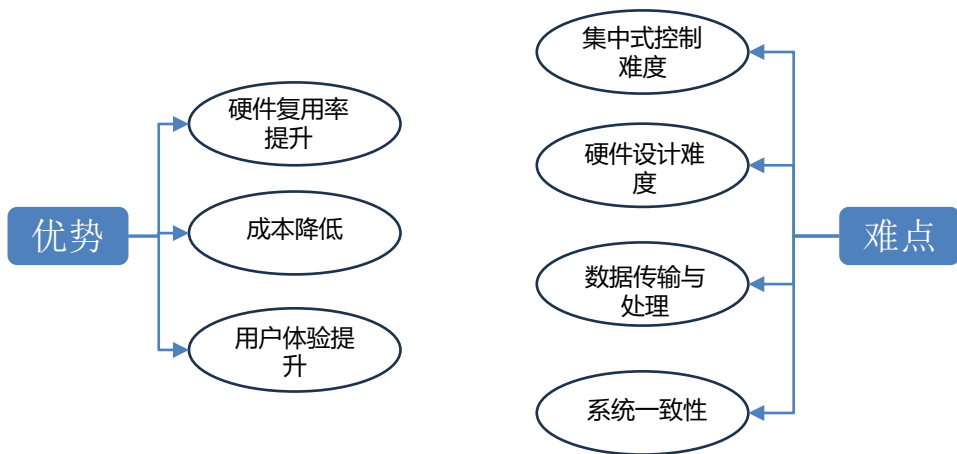 优势
硬件复用率
提升
成本降低
用户体验提
升
集中式控制
难度
硬件设计难
度
数据传输与
处理
系统一致性
难点